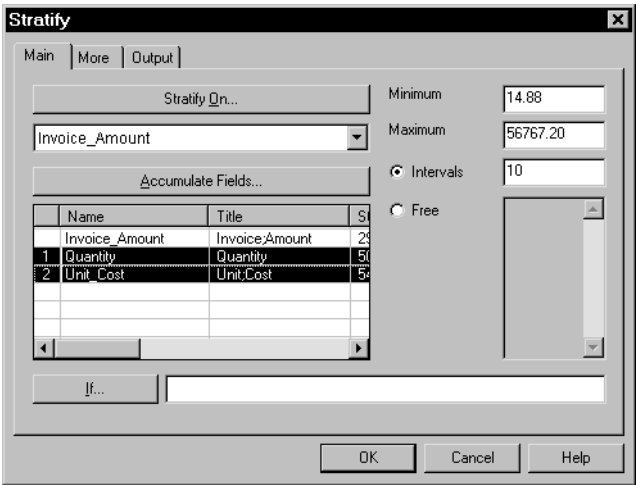 Stratify
Main More Output
Stratify On...
Invoice_Amount
Accumulate Fields...
Name Title
Invoice_Amount Invoice;Amount
1 Quantity Quantity
2 Unit_Cost Unit;Cost
If...
Minimum 14.88
Maximum 56767.20
Intervals 10
Free
OK Cancel Help